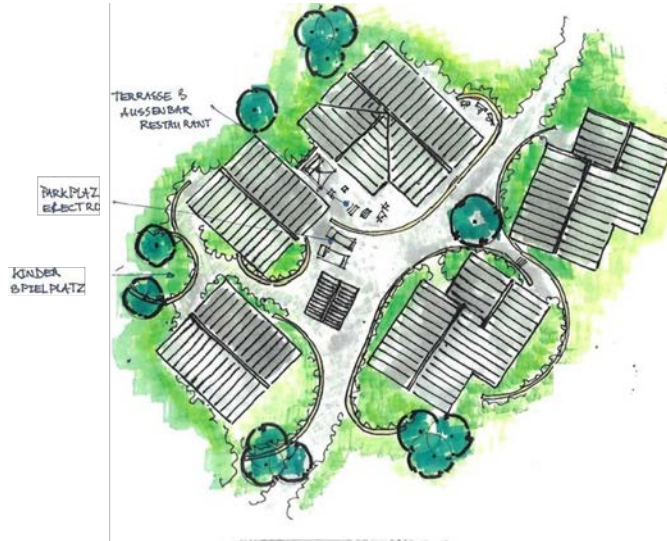 TERRASSE &
AUSSENBAR
RESTAURANT
PARKPLAZ
ELECTRO
KINDER
SPIELPLATZ